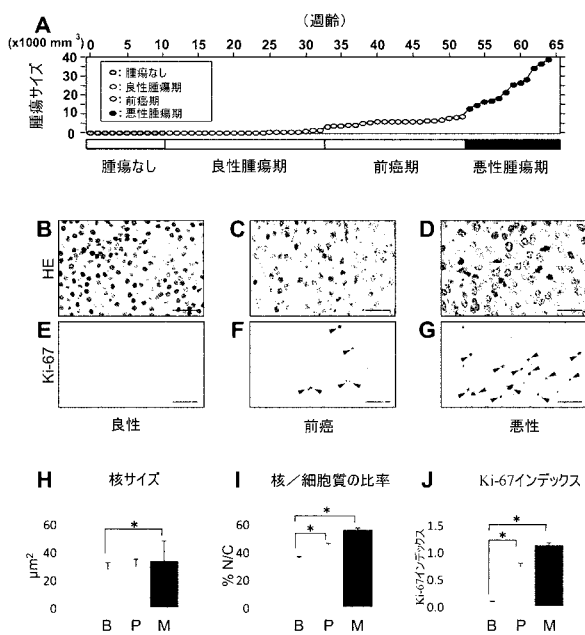 A
（週齢）
(x1000 mm³)
0 5 10 15 20 25 30 35 40 45 50 55 60 65
腫瘍サイズ
40
30
20
10
0
：腫瘍なし
：良性腫瘍期
：前癌期
：悪性腫瘍期
腫瘍なし 良性腫瘍期 前癌期 悪性腫瘍期
B C D
HE
E F G
Ki-67
良性 前癌 悪性
H 核サイズ
μm²
60
40
20
0
*
B P M
I 核／細胞質の比率
% N/C
60
40
20
0
*
*
B P M
J Ki-67インデックス
Ki-67インデックス
1.5
1.0
0.5
0.0
*
*
B P M